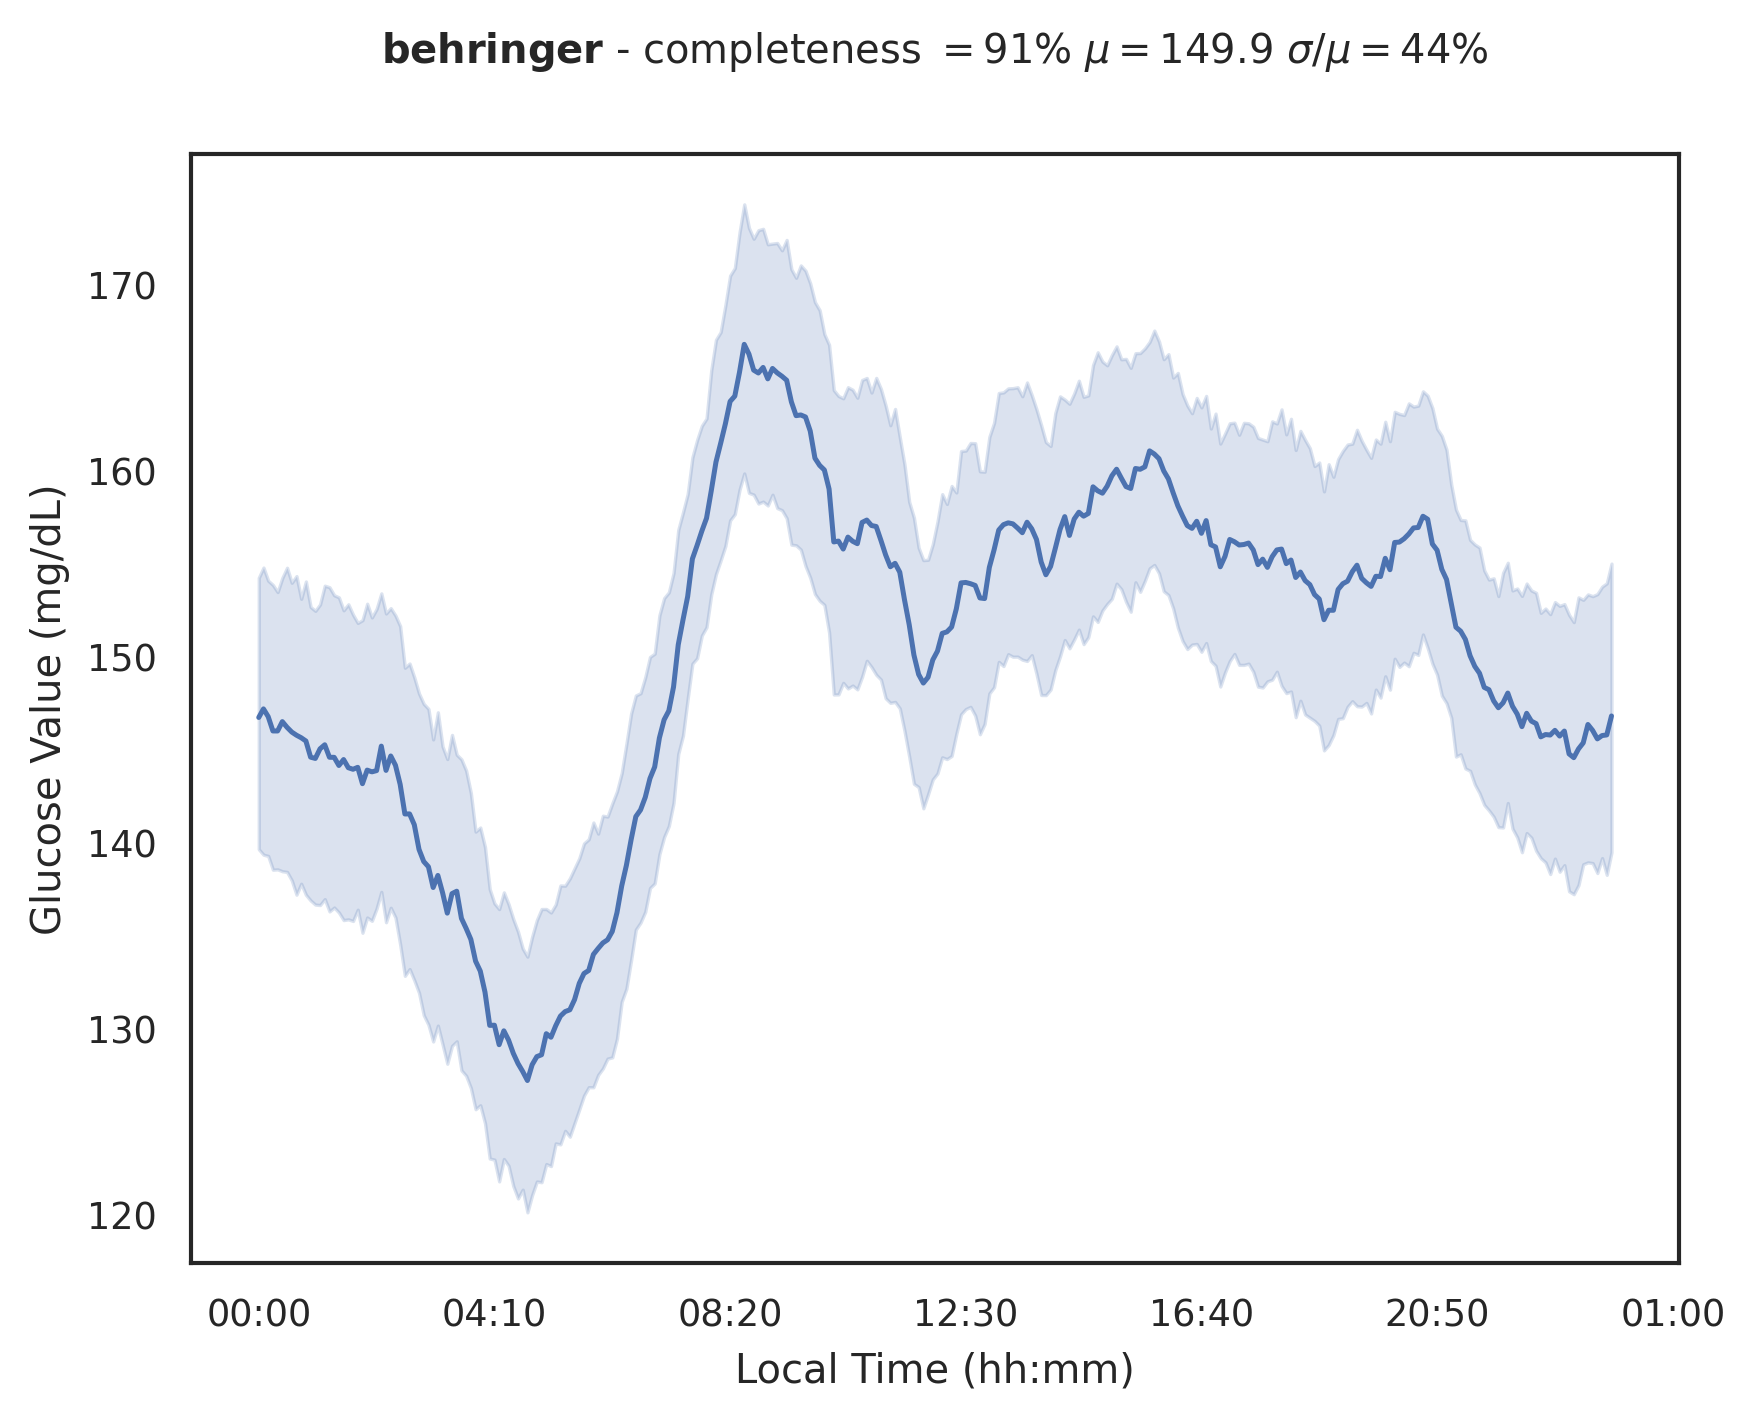 behringer - completeness = 91% μ = 149.9 σ/μ = 44%
170
160
150
140
130
120
Glucose Value (mg/dL)
00:00 04:10 08:20 12:30 16:40 20:50 01:00
Local Time (hh:mm)